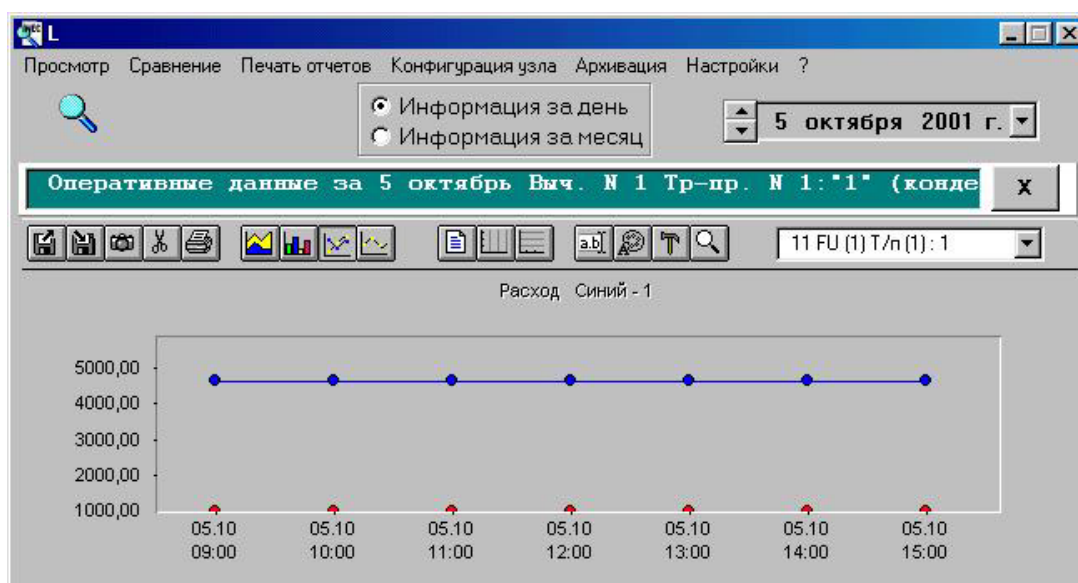 L
Просмотр Сравнение Печать отчетов Конфигурация узла Архивация Настройки ?
Информация за день
Информация за месяц
5 октября 2001 г.
Оперативные данные за 5 октябрь Выч. N 1 Тр-пр. N 1:"1" (конде
X
a.b
11 FU (1) Т/п (1) : 1
Расход Синий - 1
5000,00
4000,00
3000,00
2000,00
1000,00
05.10 05.10 05.10 05.10 05.10 05.10 05.10
09:00 10:00 11:00 12:00 13:00 14:00 15:00